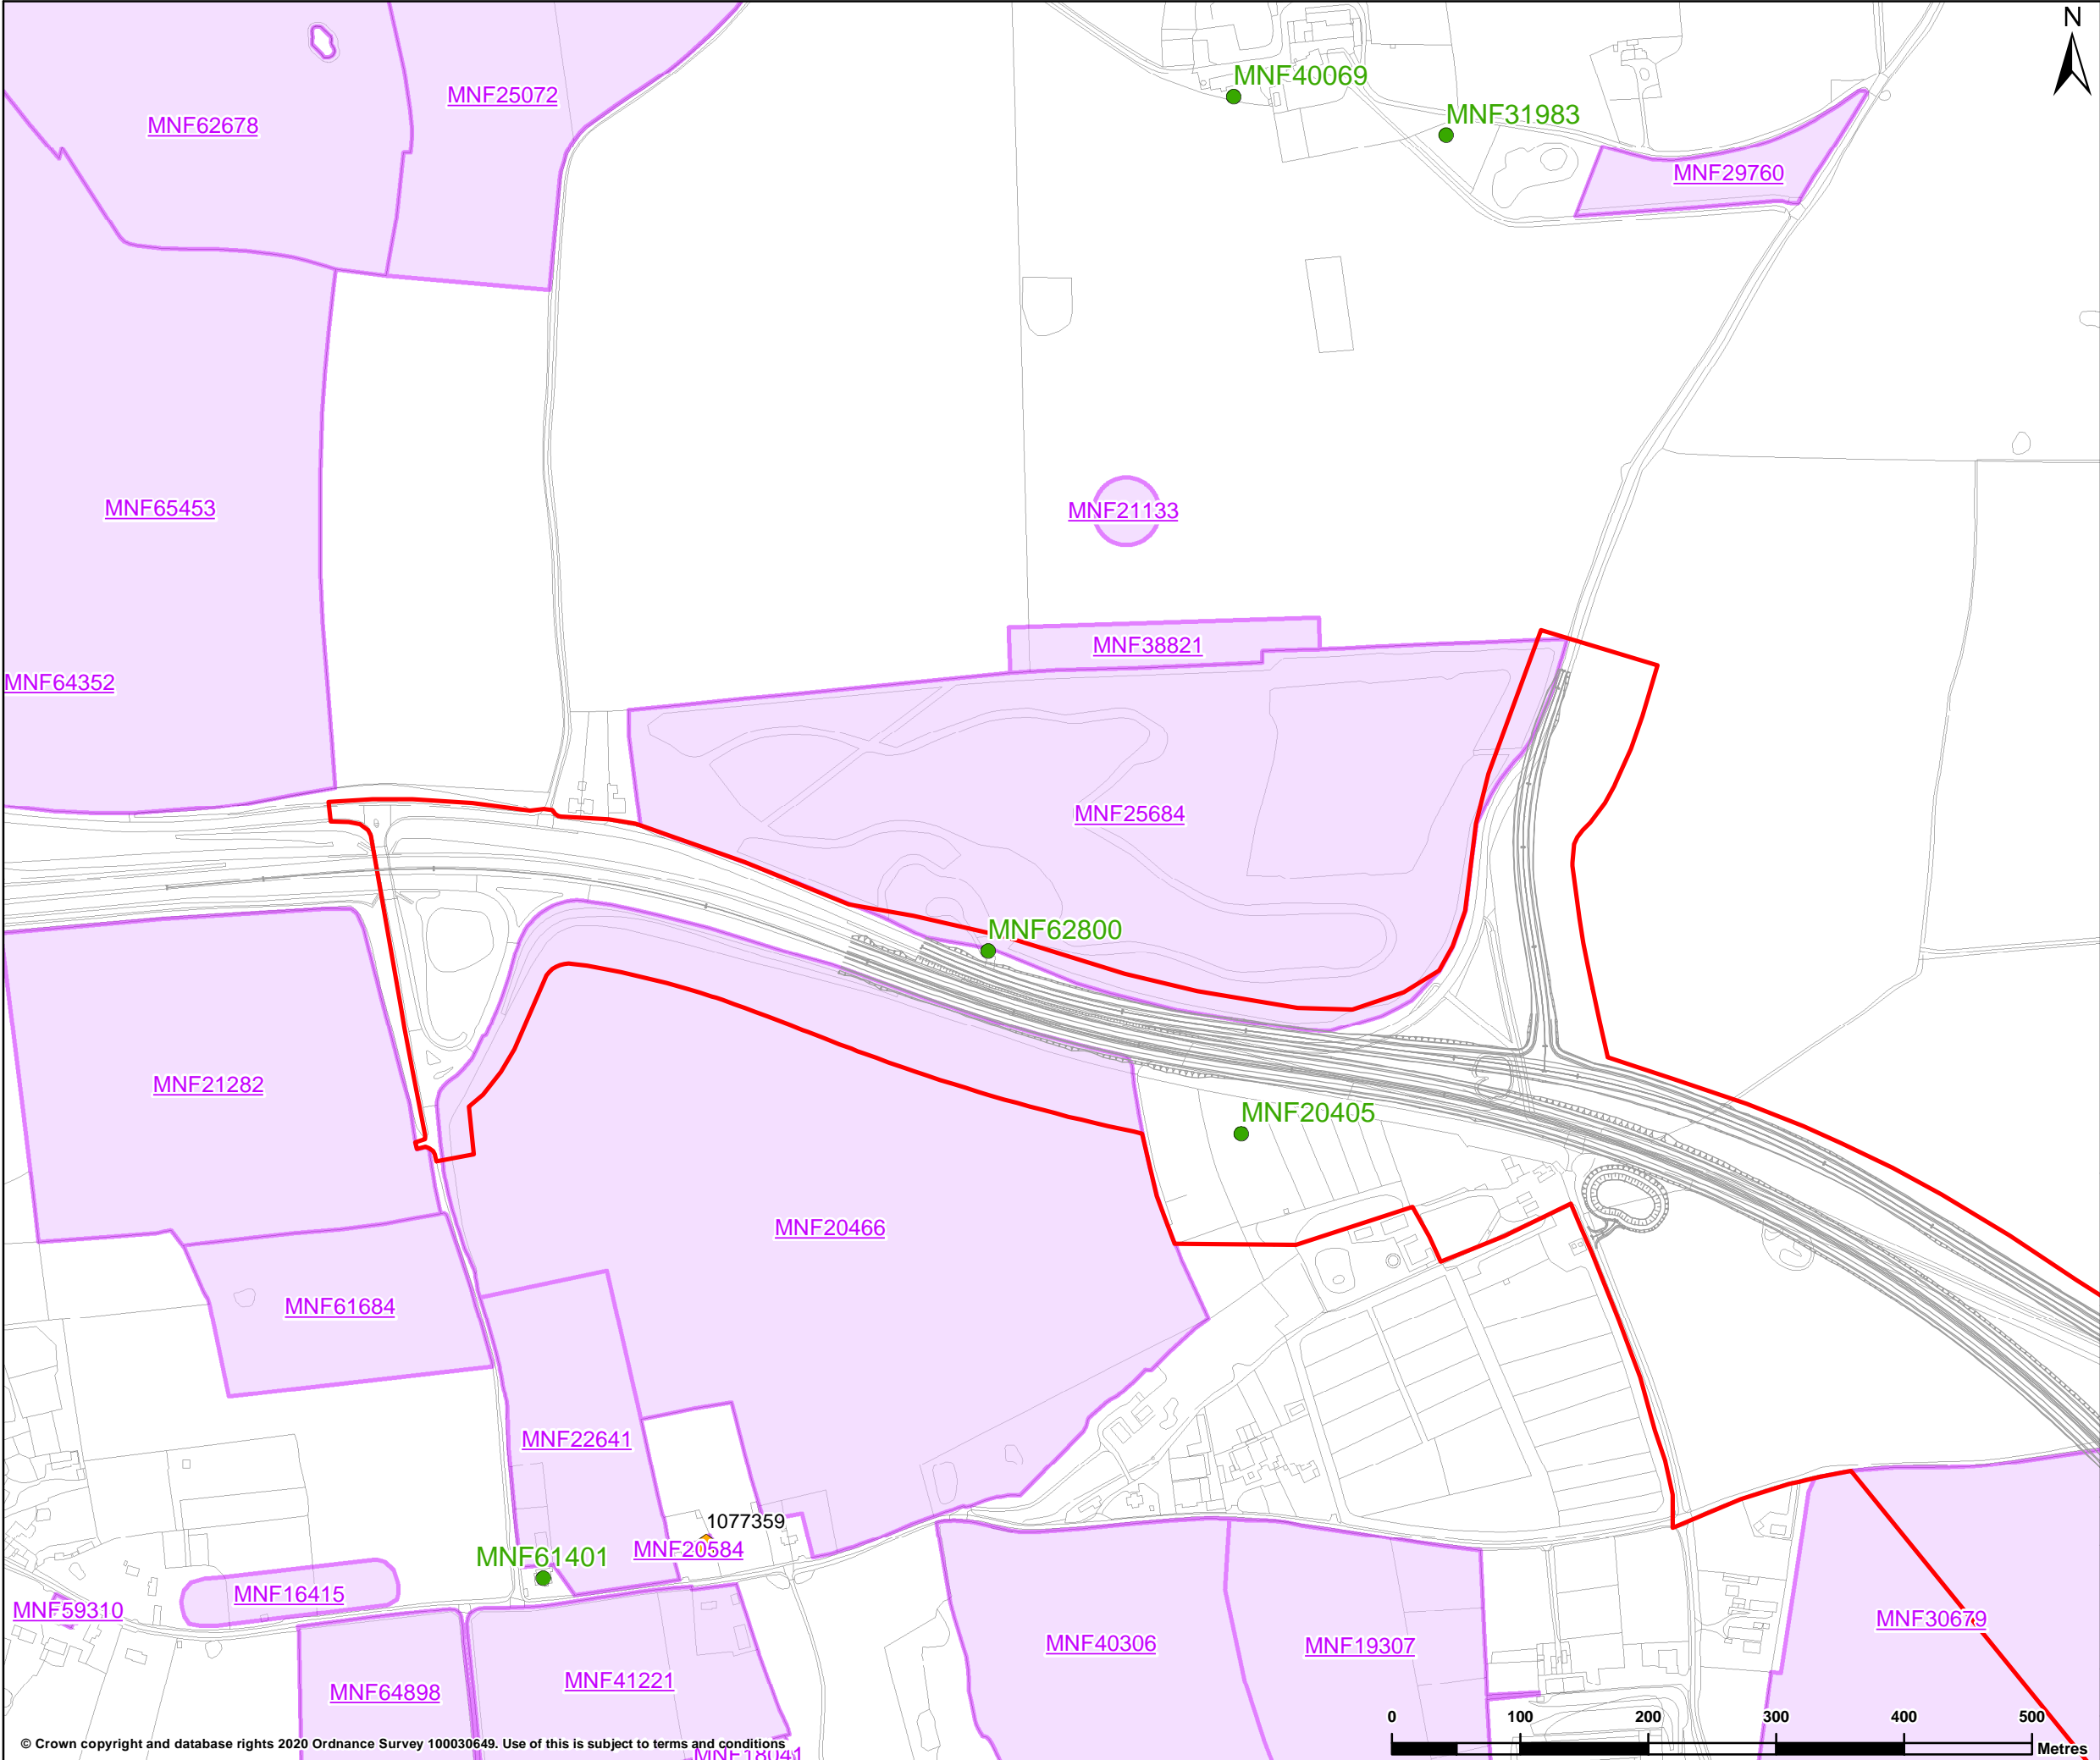 N
MNF40069
MNF25072
MNF31983
MNF62678
MNF29760
MNF65453
MNF21133
MNF38821
MNF64352
MNF25684
MNF62800
MNF21282
MNF20405
MNF20466
MNF61684
MNF22641
1077359
MNF20584
MNF61401
MNF16415
MNF59310
MNF30679
MNF40306
MNF19307
MNF41221
MNF64898
0 100 200 300 400 500
Metres
© Crown copyright and database rights 2020 Ordnance Survey 100030649. Use of this is subject to terms and conditions
MNF18041